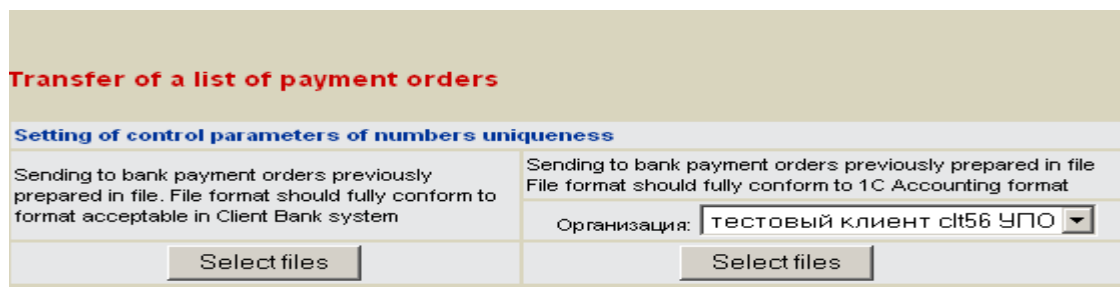 Transfer of a list of payment orders
Setting of control parameters of numbers uniqueness
Sending to bank payment orders previously
prepared in file. File format should fully conform to
format acceptable in Client Bank system
Sending to bank payment orders previously prepared in file
File format should fully conform to 1C Accounting format
Организация: тестовый клиент clt56 УПО
Select files
Select files